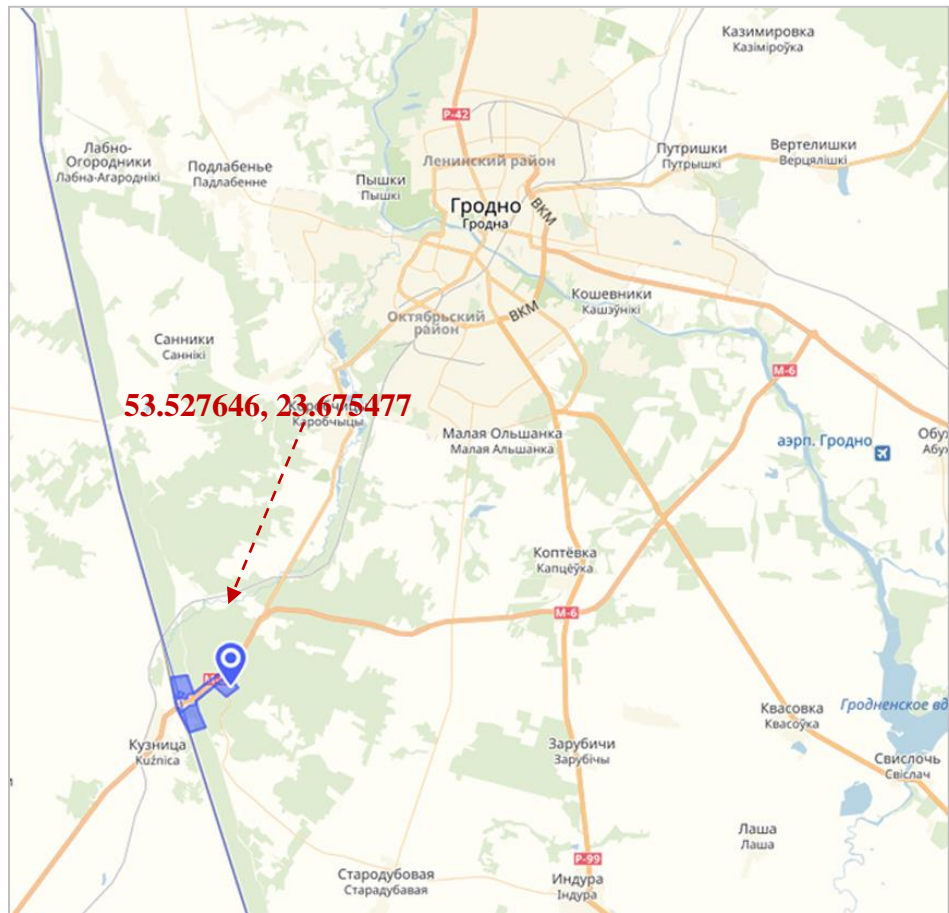 Казимировка
Казіміроўка
P-42
Лабно-
Огородники
Лабна-Агароднікі
Подлабенье
Падлабенне
Ленинский район
Путришки
Путрышкі
Вертелишки
Верцялішкі
Пышки
Пышкі
Гродно
Гродна
ВКМ
Кошевники
Кашэўнікі
Октябрьский
район
ВКМ
Санники
Саннікі
М-6
53.527646, 23.675477
Каробчыцы
Малая Ольшанка
Малая Альшанка
аэрп. Гродно
Обу
Абу
Коптёвка
Капцёўка
М-6
Квасовка
Квасоўка
Гродненское вд
Кузница
Kuźnica
Зарубичи
Зарубічы
Свислочь
Свіслач
Лаша
Лаша
Р-99
Стародубовая
Старадубавая
Индура
Індура